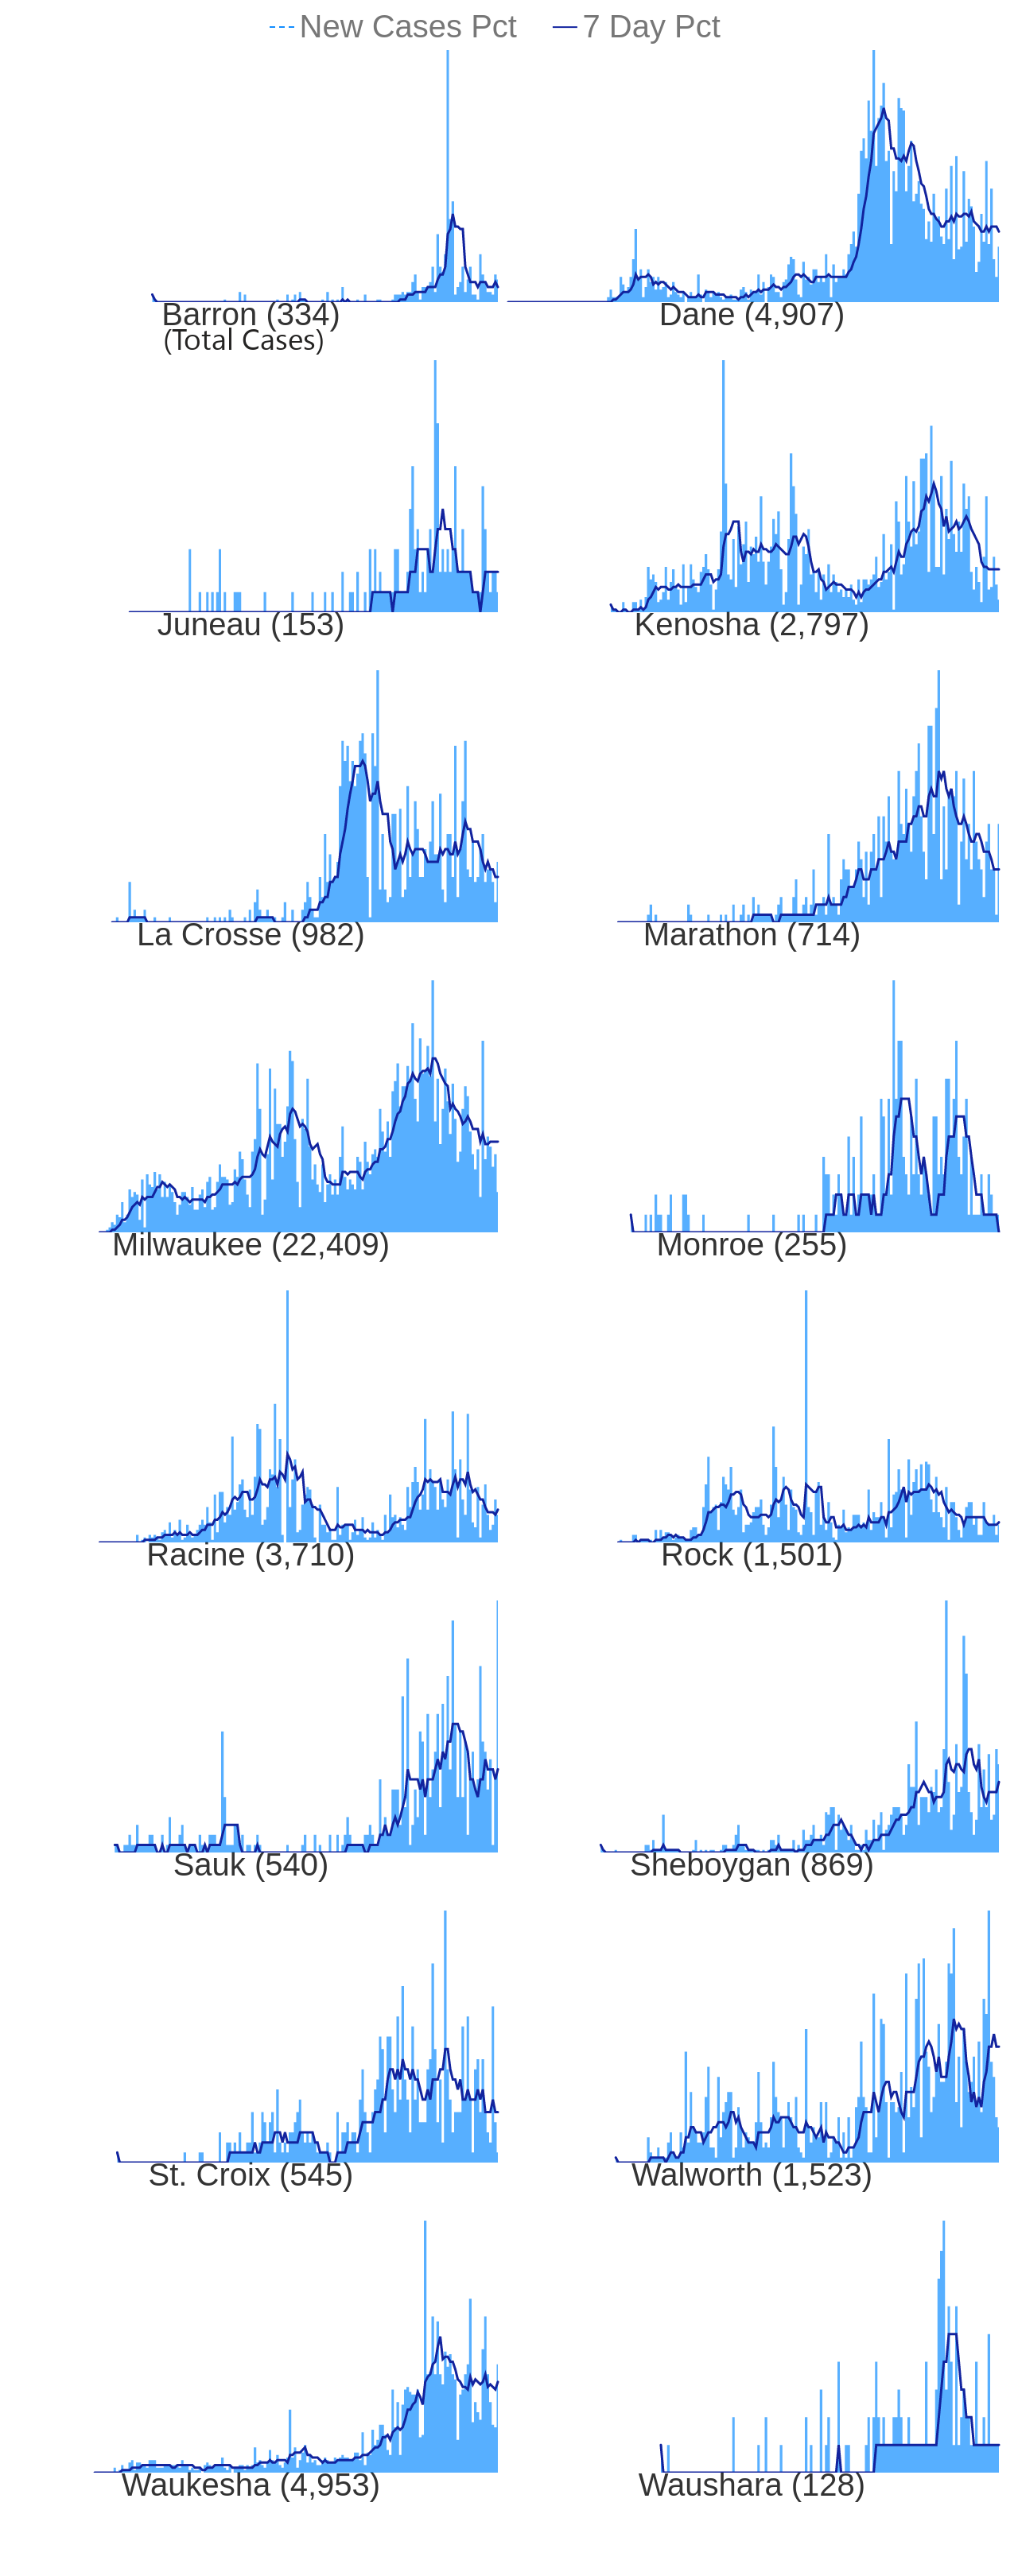 New Cases Pct 7 Day Pct
Barron (334) Dane (4,907)
(Total Cases)
Juneau (153) Kenosha (2,797)
La Crosse (982) Marathon (714)
Milwaukee (22,409) Monroe (255)
Racine (3,710) Rock (1,501)
Sauk (540) Sheboygan (869)
St. Croix (545) Walworth (1,523)
Waukesha (4,953) Waushara (128)